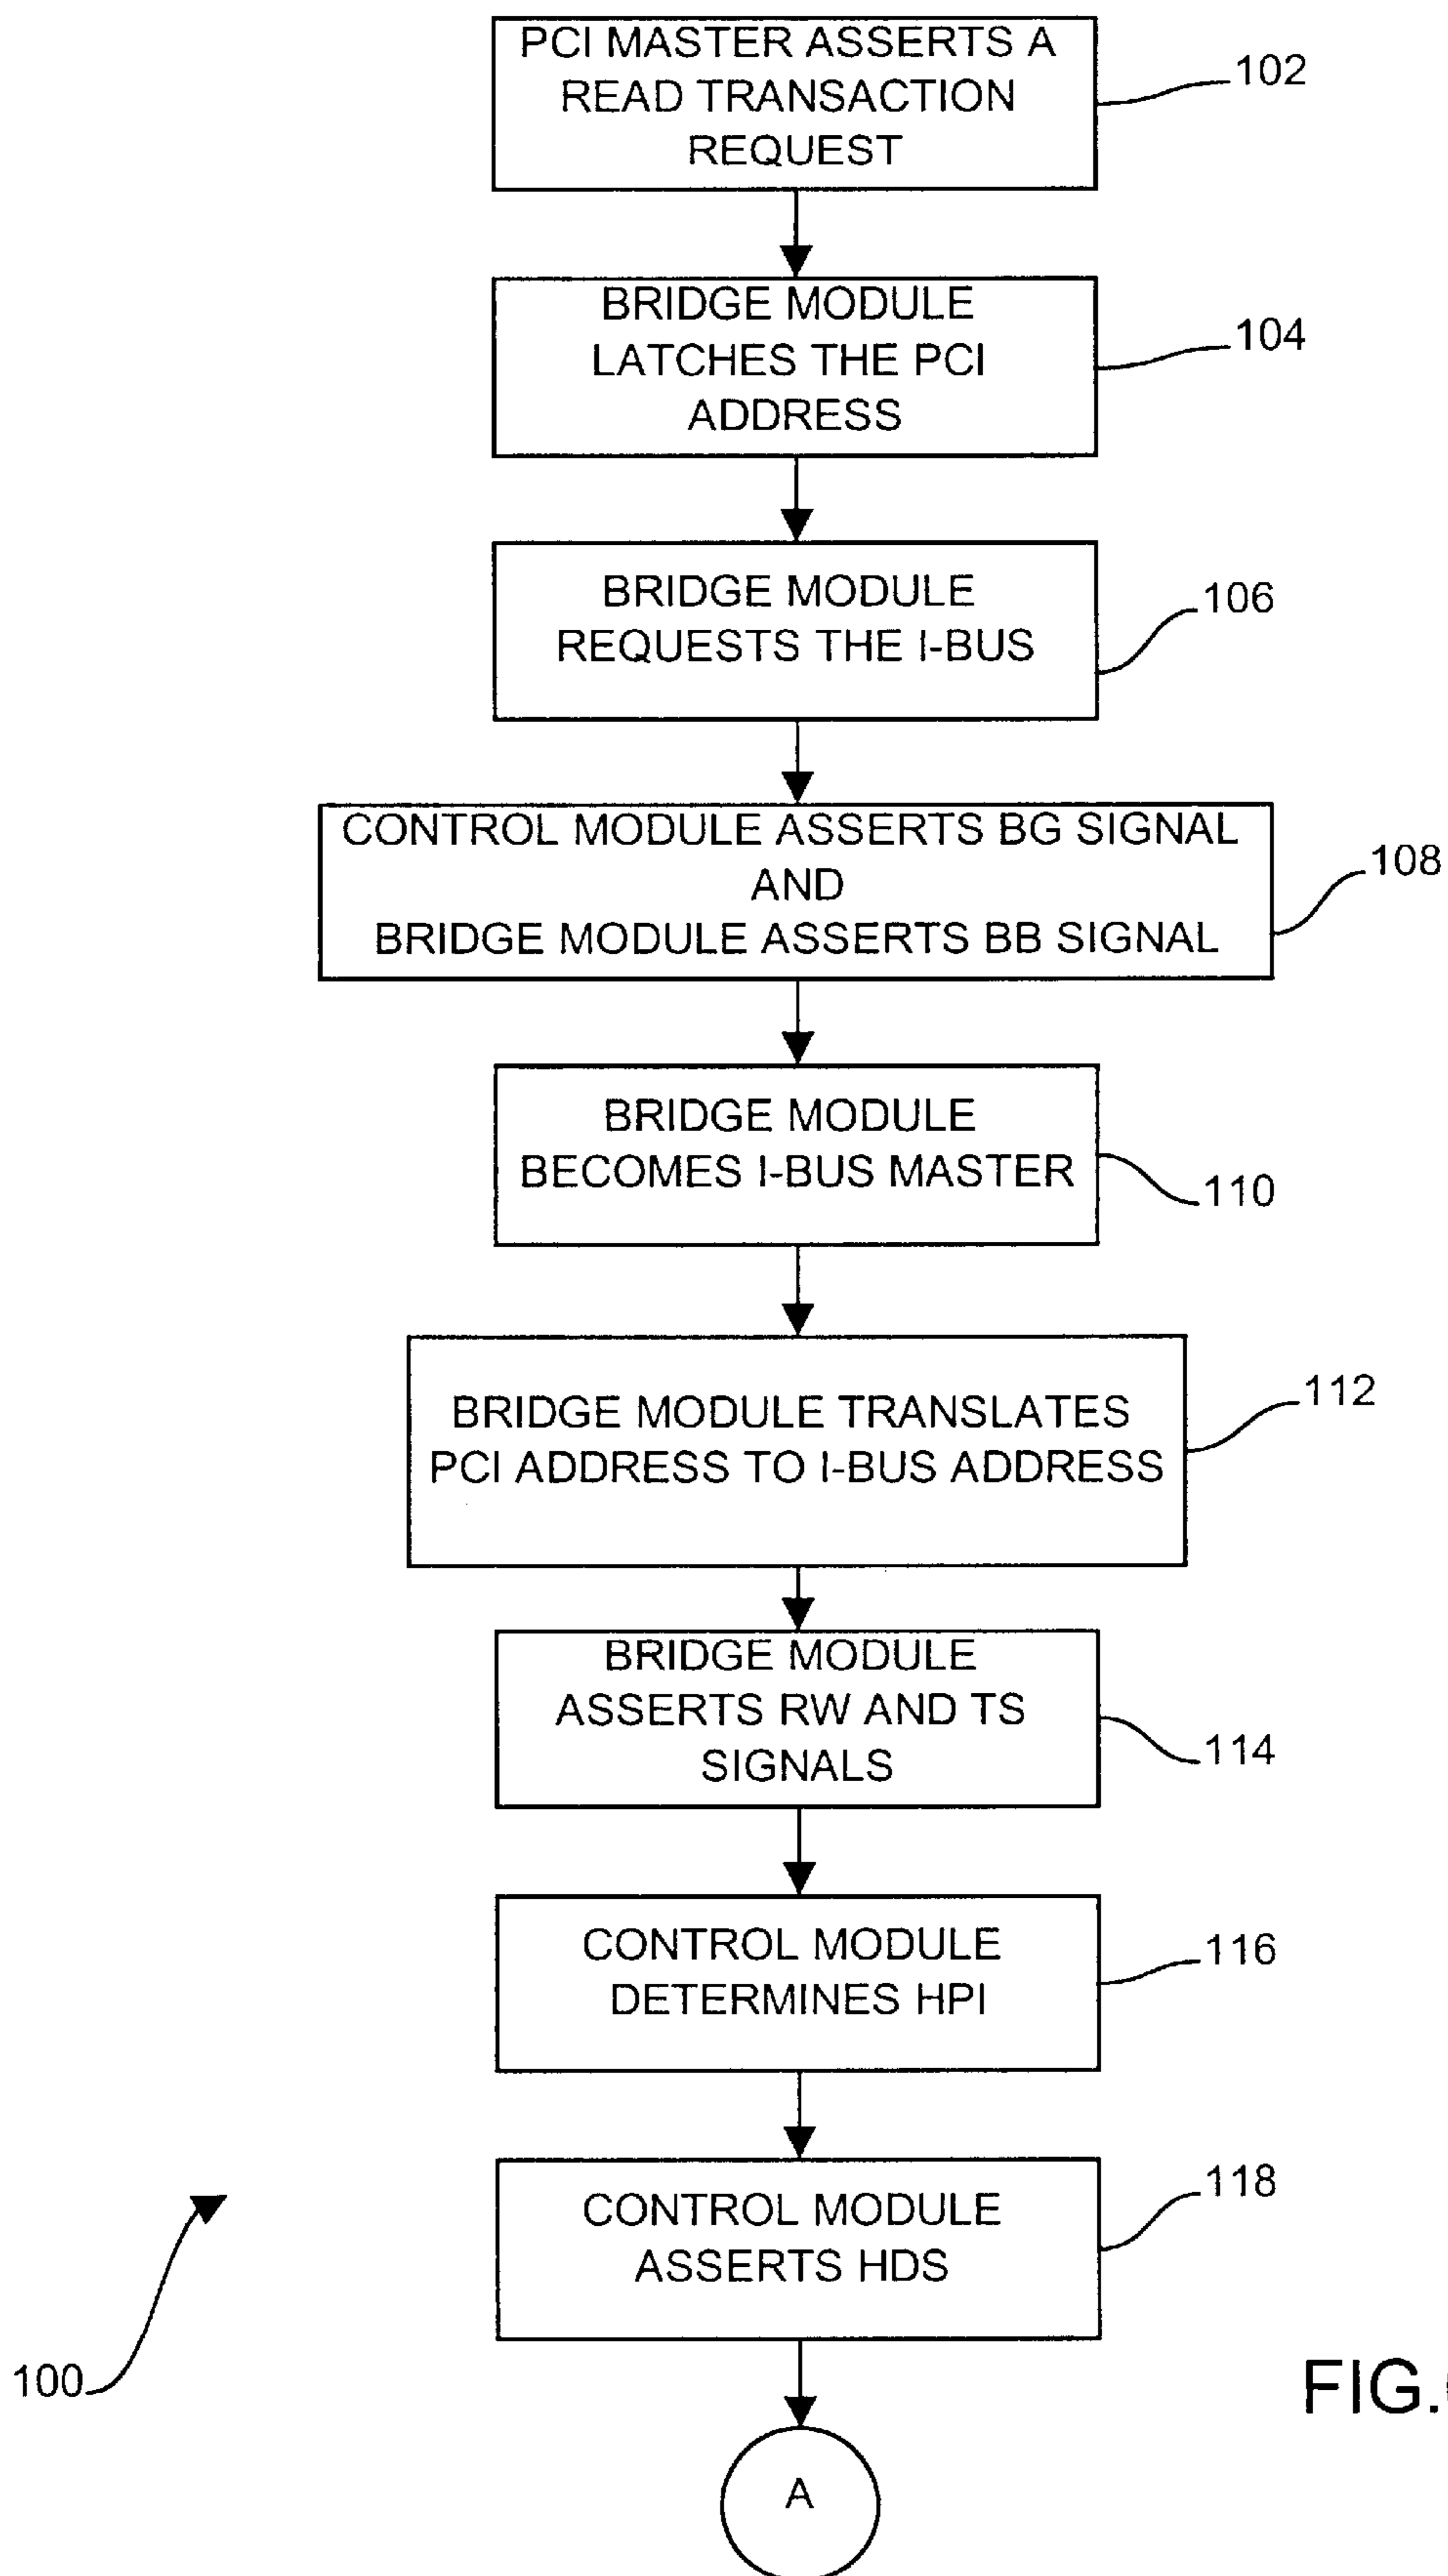 PCI MASTER ASSERTS A
READ TRANSACTION
REQUEST
102
BRIDGE MODULE
LATCHES THE PCI
ADDRESS
104
BRIDGE MODULE
REQUESTS THE I-BUS
106
CONTROL MODULE ASSERTS BG SIGNAL
AND
BRIDGE MODULE ASSERTS BB SIGNAL
108
BRIDGE MODULE
BECOMES I-BUS MASTER
110
BRIDGE MODULE TRANSLATES
PCI ADDRESS TO I-BUS ADDRESS
112
BRIDGE MODULE
ASSERTS RW AND TS
SIGNALS
114
CONTROL MODULE
DETERMINES HPI
116
CONTROL MODULE
ASSERTS HDS
118
100
FIG.
A